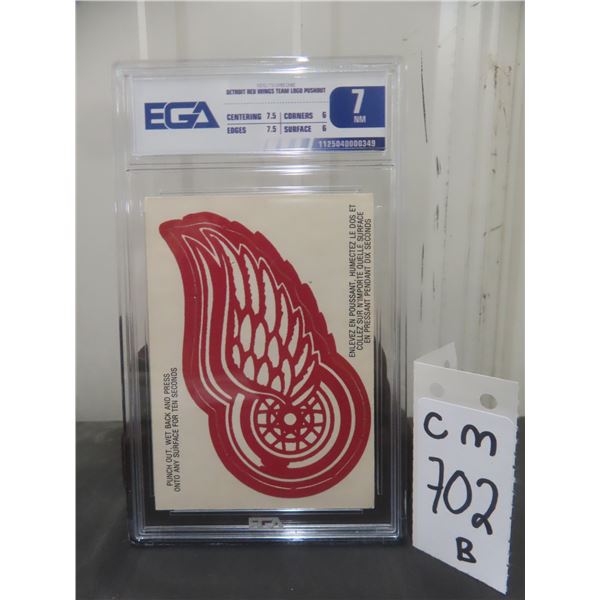 EGA
DETROIT RED WINGS TEAM LOGO PUSHOUT
CENTERING 7.5 CORNERS 6
EDGES 7.5 SURFACE 6
7
NM
1125040000349
ENLEVEZ EN POUSSANT, HUMECTEZ LE DOS ET
COLLEZ SUR N'IMPORTE QUELLE SURFACE
EN PRESSANT PENDANT DIX SECONDS
PUNCH OUT, WET BACK AND PRESS
ONTO ANY SURFACE FOR TEN SECONDS
EGA
CM
702
B